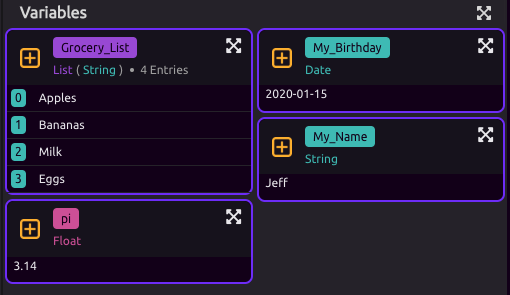 Variables
Grocery_List
List ( String ) • 4 Entries
0 Apples
1 Bananas
2 Milk
3 Eggs
pi
Float
3.14
My_Birthday
Date
2020-01-15
My_Name
String
Jeff